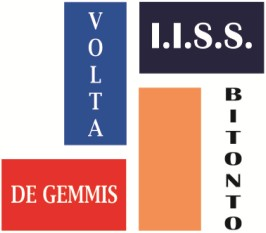 VOLTA
I.I.S.S.
DE GEMMIS
BITONTO